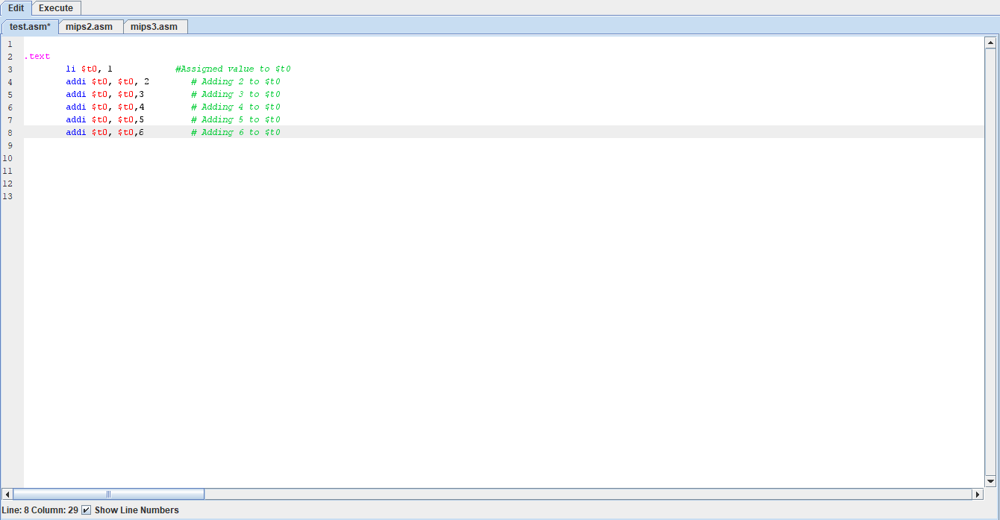 Edit Execute
test.asm* mips2.asm mips3.asm
1
2 .text
3 li $t0, 1 #Assigned value to $t0
4 addi $t0, $t0, 2 # Adding 2 to $t0
5 addi $t0, $t0,3 # Adding 3 to $t0
6 addi $t0, $t0,4 # Adding 4 to $t0
7 addi $t0, $t0,5 # Adding 5 to $t0
8 addi $t0, $t0,6 # Adding 6 to $t0
9
10
11
12
13
Line: 8 Column: 29 Show Line Numbers